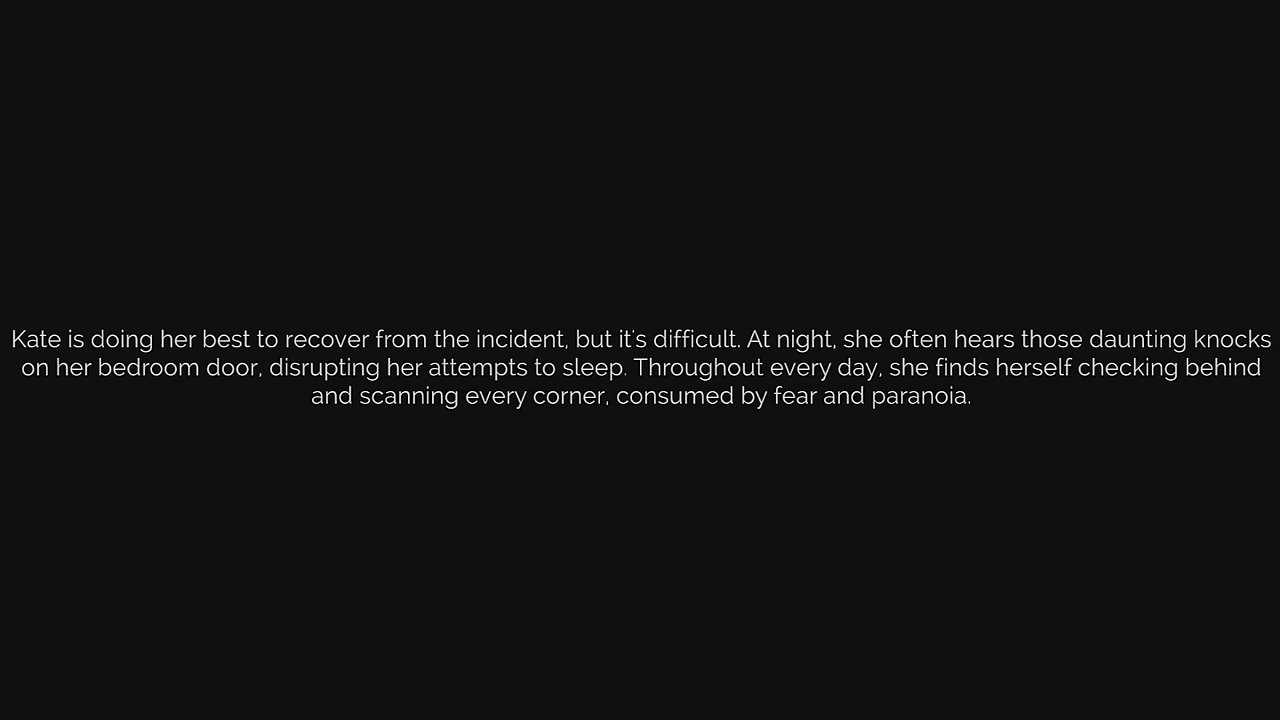 Kate is doing her best to recover from the incident, but it's difficult. At night, she often hears those daunting knocks
on her bedroom door, disrupting her attempts to sleep. Throughout every day, she finds herself checking behind
and scanning every corner, consumed by fear and paranoia.